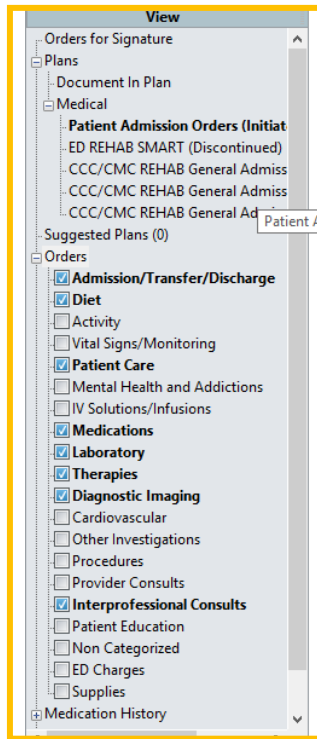 View
Orders for Signature
Plans
Document In Plan
Medical
Patient Admission Orders (Initiat
ED REHAB SMART (Discontinued)
CCC/CMC REHAB General Admiss
CCC/CMC REHAB General Admiss
CCC/CMC REHAB General
Patient A
Suggested Plans (0)
Orders
Admission/Transfer/Discharge
Diet
Activity
Vital Signs/Monitoring
Patient Care
Mental Health and Addictions
IV Solutions/Infusions
Medications
Laboratory
Therapies
Diagnostic Imaging
Cardiovascular
Other Investigations
Procedures
Provider Consults
Interprofessional Consults
Patient Education
Non Categorized
ED Charges
Supplies
Medication History